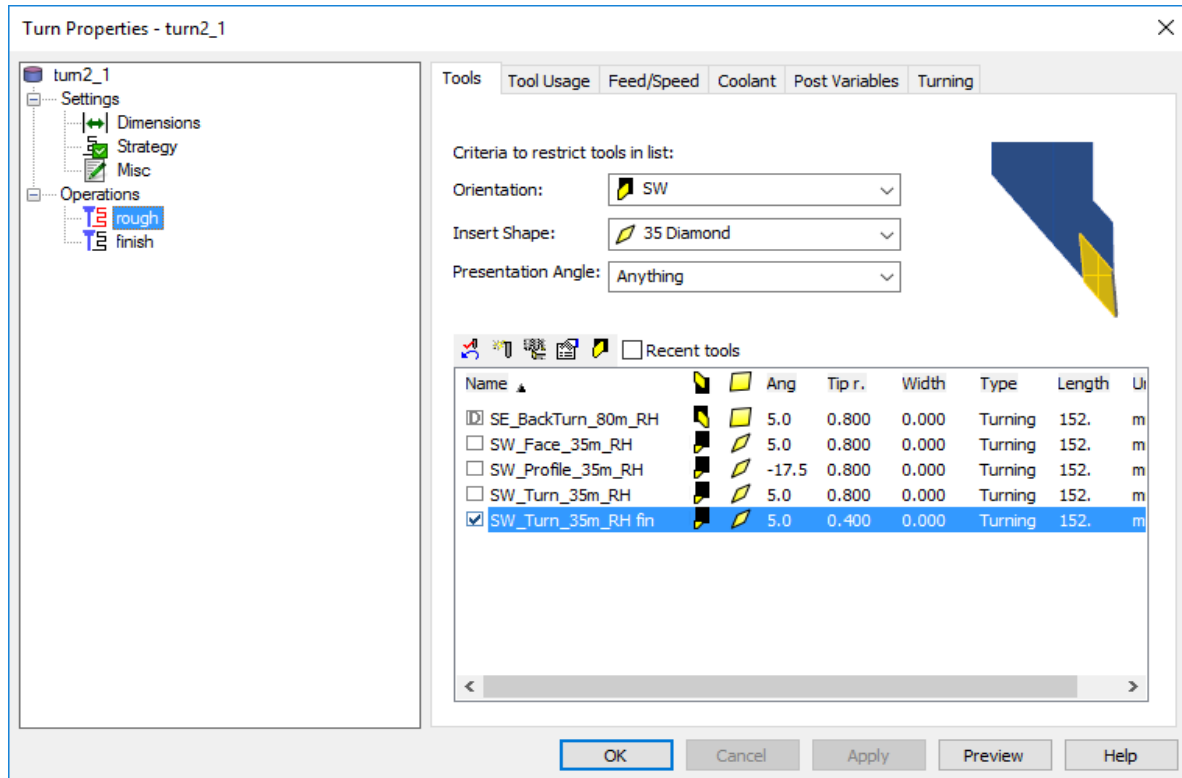 Turn Properties - turn2_1
turn2_1
Settings
Dimensions
Strategy
Misc
Operations
rough
finish
Tools Tool Usage Feed/Speed Coolant Post Variables Turning
Criteria to restrict tools in list:
Orientation: SW
Insert Shape: 35 Diamond
Presentation Angle: Anything
Recent tools
Name Ang Tip r. Width Type Length
D SE_BackTurn_80m_RH 5.0 0.800 0.000 Turning 152. m
SW_Face_35m_RH 5.0 0.800 0.000 Turning 152. m
SW_Profile_35m_RH -17.5 0.800 0.000 Turning 152. m
SW_Turn_35m_RH 5.0 0.800 0.000 Turning 152. m
SW_Turn_35m_RH fin 5.0 0.400 0.000 Turning 152. m
OK Cancel Apply Preview Help